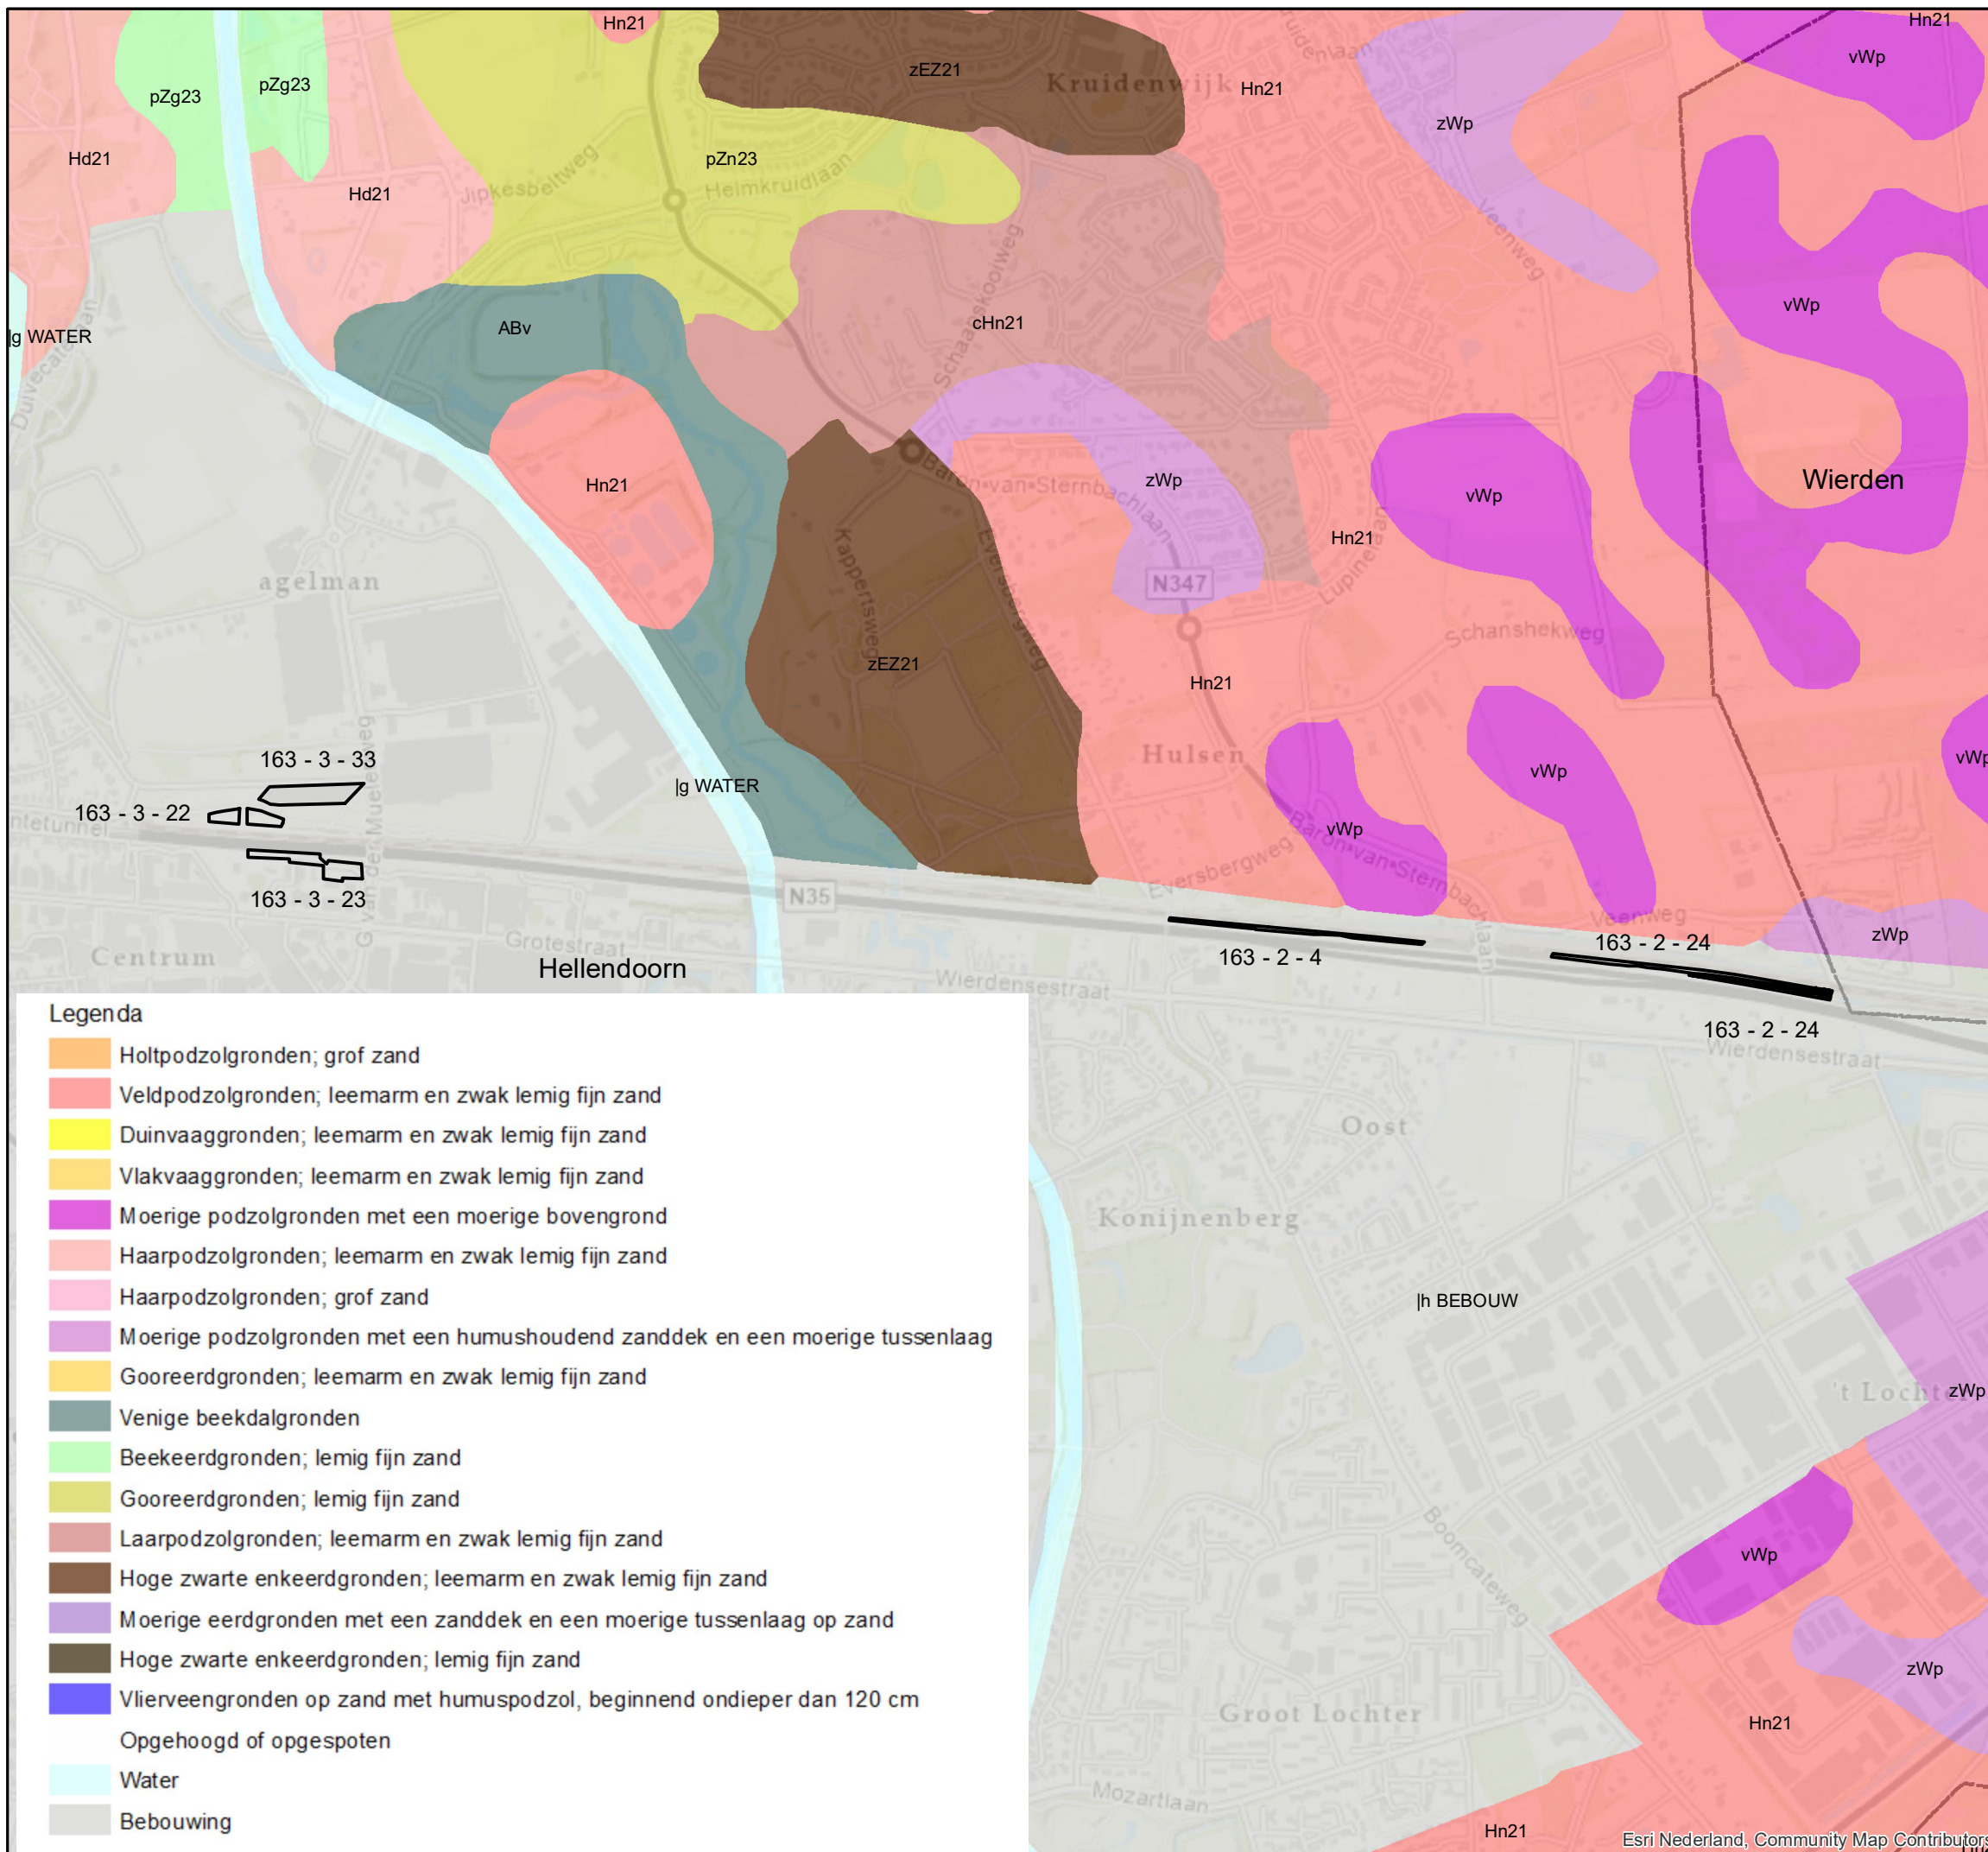 Hn21
Hn21
vWp
pZg23
pZg23
zEZ21
Kruidenwijk
Hn21
zWp
Hd21
pZn23
Hd21
Jipkesbeltweg
Helmkruidlaan
Veenweg
Schaapskooiweg
vWp
cHn21
ABv
|g WATER
Wierden
zWp
Hn21
vWp
Baron-van-Sternbachlaan
Hn21
Kappertsweg
Eversbergweg
N347
Lupinelaan
agelman
Schanshekweg
zEZ21
Hn21
Hulsen
163 - 3 - 33
|g WATER
vWp
vWp
163 - 3 - 22
ntetunnel
vWp
Baron-van-Sternbachlaan
Eversbergweg
163 - 3 - 23
N35
Veenweg
163 - 2 - 24
zWp
Grotestraat
Centrum
Hellendoorn
163 - 2 - 4
Wierdensestraat
163 - 2 - 24
Wierdensestraat
Legenda
Holtpodzolgronden; grof zand
Veldpodzolgronden; leemarm en zwak lemig fijn zand
Duinvaaggronden; leemarm en zwak lemig fijn zand
Vlakvaaggronden; leemarm en zwak lemig fijn zand
Moerige podzolgronden met een moerige bovengrond
Haarpodzolgronden; leemarm en zwak lemig fijn zand
Haarpodzolgronden; grof zand
Moerige podzolgronden met een humushoudend zanddek en een moerige tussenlaag
Gooreerdgronden; leemarm en zwak lemig fijn zand
Venige beekdalgronden
Beekeerdgronden; lemig fijn zand
Gooreerdgronden; lemig fijn zand
Laarpodzolgronden; leemarm en zwak lemig fijn zand
Hoge zwarte enkeerdgronden; leemarm en zwak lemig fijn zand
Moerige eerdgronden met een zanddek en een moerige tussenlaag op zand
Hoge zwarte enkeerdgronden; lemig fijn zand
Vlierveengronden op zand met humuspodzol, beginnend ondieper dan 120 cm
Opgehoogd of opgespoten
Water
Bebouwing
Oost
Konijnenberg
|h BEBOUW
't Lochter
zWp
Boomcateweg
vWp
zWp
Groot Lochter
Hn21
Mozartlaan
Hn21
Esri Nederland, Community Map Contributors